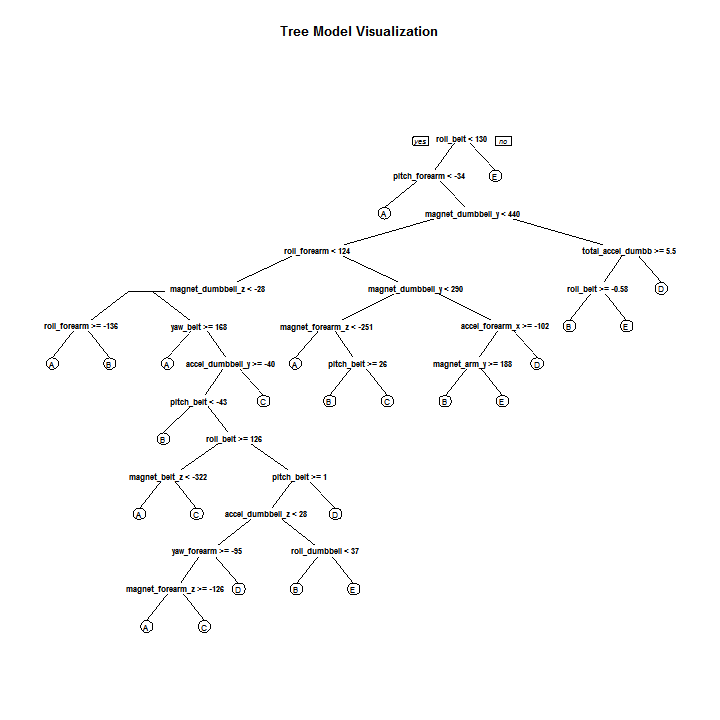 Tree Model Visualization
yes roll_belt < 130 no
pitch_forearm < -34 E
A magnet_dumbbell_y < 440
roll_forearm < 124 total_accel_dumbb >= 5.5
magnet_dumbbell_z < -28 magnet_dumbbell_y < 290 roll_belt >= -0.58 D
roll_forearm >= -136 yaw_belt >= 168 magnet_forearm_z < -251 accel_forearm_x >= -102 B E
A B A accel_dumbbell_y >= -40 A pitch_belt >= 26 magnet_arm_y >= 188 D
pitch_belt < -43 C B C B E
B roll_belt >= 126
magnet_belt_z < -322 pitch_belt >= 1
A C accel_dumbbell_z < 28 D
yaw_forearm >= -95 roll_dumbbell < 37
magnet_forearm_z >= -126 D B E
A C